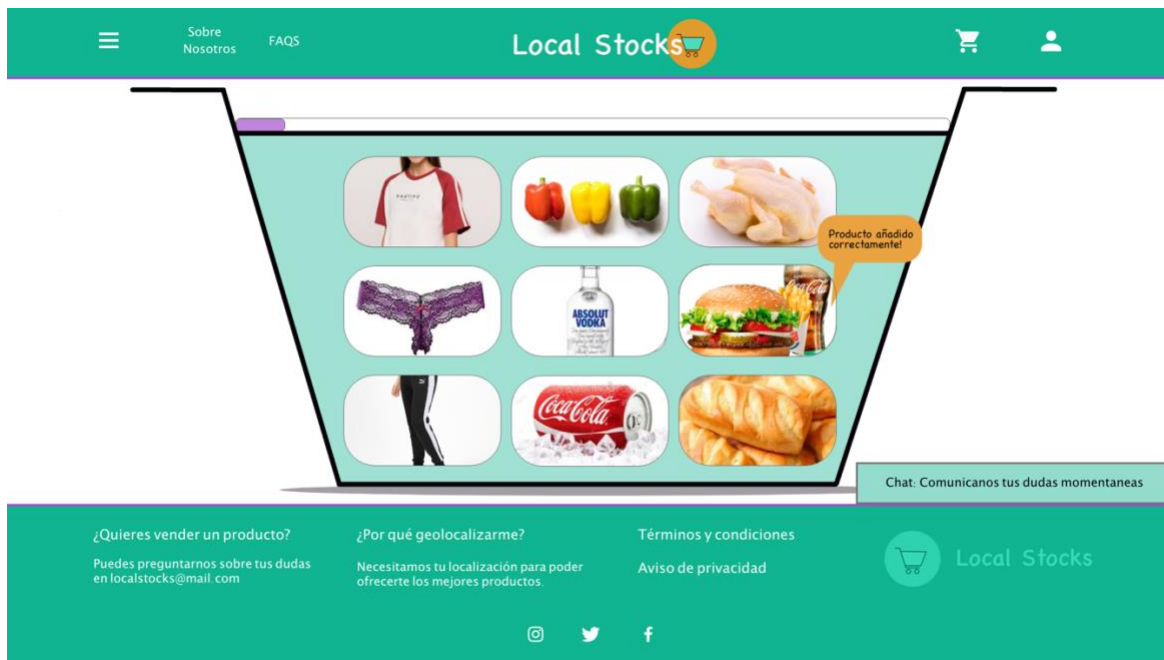 Sobre
Nosotros
FAQS
Local Stocks
Producto añadido
correctamente!
ABSOLUT
VODKA
Coca-Cola
Coca-Cola
Chat: Comunicanos tus dudas momentaneas
¿Quieres vender un producto?
Puedes preguntarnos sobre tus dudas
en localstocks@mail.com
¿Por qué geolocalizarme?
Necesitamos tu localización para poder
ofrecerte los mejores productos.
Términos y condiciones
Aviso de privacidad
Local Stocks